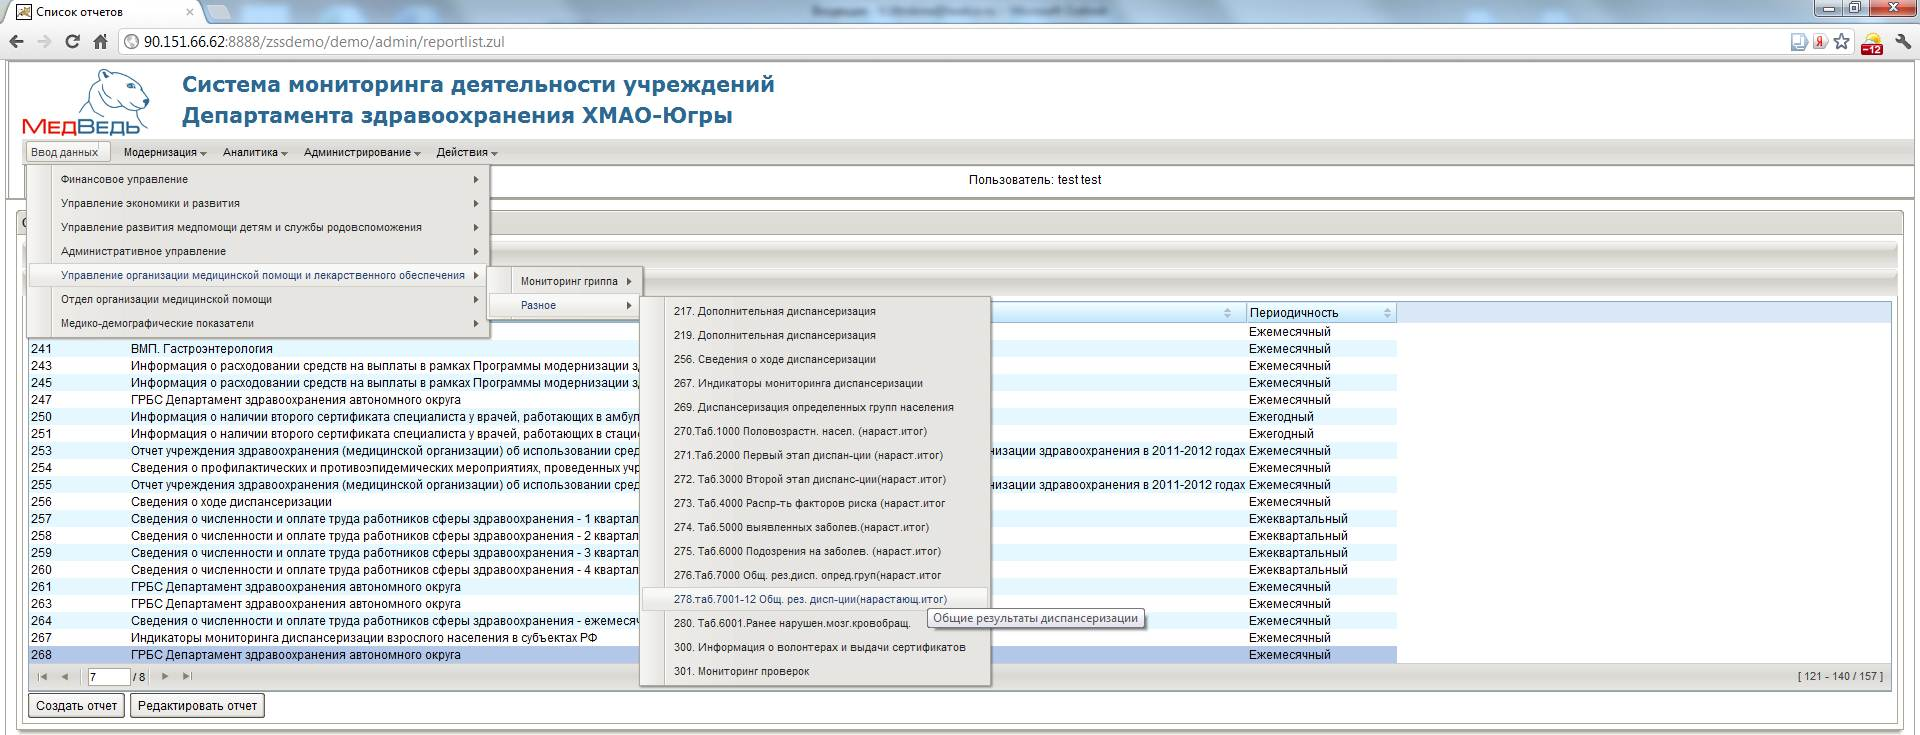 Список отчетов
90.151.66.62:8888/zssdemo/demo/admin/reportlist.zul
-12
МЕДВЕДЬ
Система мониторинга деятельности учреждений
Департамента здравоохранения ХМАО-Югры
Ввод данных Модернизация Аналитика Администрирование Действия
Пользователь: test test
Финансовое управление
Управление экономики и развития
Управление развития медпомощи детям и службы родовспоможения
Административное управление
Управление организации медицинской помощи и лекарственного обеспечения
Отдел организации медицинской помощи
Медико-демографические показатели
Мониторинг гриппа
Разное
217. Дополнительная диспансеризация
219. Дополнительная диспансеризация
256. Сведения о ходе диспансеризации
267. Индикаторы мониторинга диспансеризации
269. Диспансеризация определенных групп населения
270.Таб.1000 Половозрастн. насел. (нараст.итог)
271.Таб.2000 Первый этап диспан-ции (нараст.итог)
272. Таб.3000 Второй этап диспанс-ции(нараст.итог)
273. Таб.4000 Распр-ть факторов риска (нараст.итог
274. Таб.5000 выявленных заболев.(нараст.итог)
275. Таб.6000 Подозрения на заболев. (нараст.итог)
276.Таб.7000 Общ. рез.дисп. опред.груп(нараст.итог
278.таб.7001-12 Общ. рез. дисп-ции(нарастающ.итог)
280. Таб.6001.Ранее нарушен.мозг.кровобращ.
300. Информация о волонтерах и выдачи сертификатов
301. Мониторинг проверок
Общие результаты диспансеризации
Периодичность
Ежемесячный
241 ВМП. Гастроэнтерология Ежемесячный
243 Информация о расходовании средств на выплаты в рамках Программы модернизации Ежемесячный
245 Информация о расходовании средств на выплаты в рамках Программы модернизации Ежемесячный
247 ГРБС Департамент здравоохранения автономного округа Ежемесячный
250 Информация о наличии второго сертификата специалиста у врачей, работающих в Ежегодный
251 Информация о наличии второго сертификата специалиста у врачей, работающих в Ежегодный
253 Отчет учреждения здравоохранения (медицинской организации) об использовании здравоохранения в 2011-2012 годах Ежемесячный
254 Сведения о профилактических и противоэпидемических мероприятиях, проведенных Ежемесячный
255 Отчет учреждения здравоохранения (медицинской организации) об использовании здравоохранения в 2011-2012 годах Ежемесячный
256 Сведения о ходе диспансеризации Ежемесячный
257 Сведения о численности и оплате труда работников сферы здравоохранения - 1 квартал Ежеквартальный
258 Сведения о численности и оплате труда работников сферы здравоохранения - 2 квартал Ежеквартальный
259 Сведения о численности и оплате труда работников сферы здравоохранения - 3 квартал Ежеквартальный
260 Сведения о численности и оплате труда работников сферы здравоохранения - 4 квартал Ежеквартальный
261 ГРБС Департамент здравоохранения автономного округа Ежемесячный
263 ГРБС Департамент здравоохранения автономного округа Ежемесячный
264 Сведения о численности и оплате труда работников сферы здравоохранения - Ежемесячный
267 Индикаторы мониторинга диспансеризации взрослого населения в субъектах РФ Ежемесячный
268 ГРБС Департамент здравоохранения автономного округа Ежемесячный
7 / 8 [ 121 - 140 / 157 ]
Создать отчет Редактировать отчет